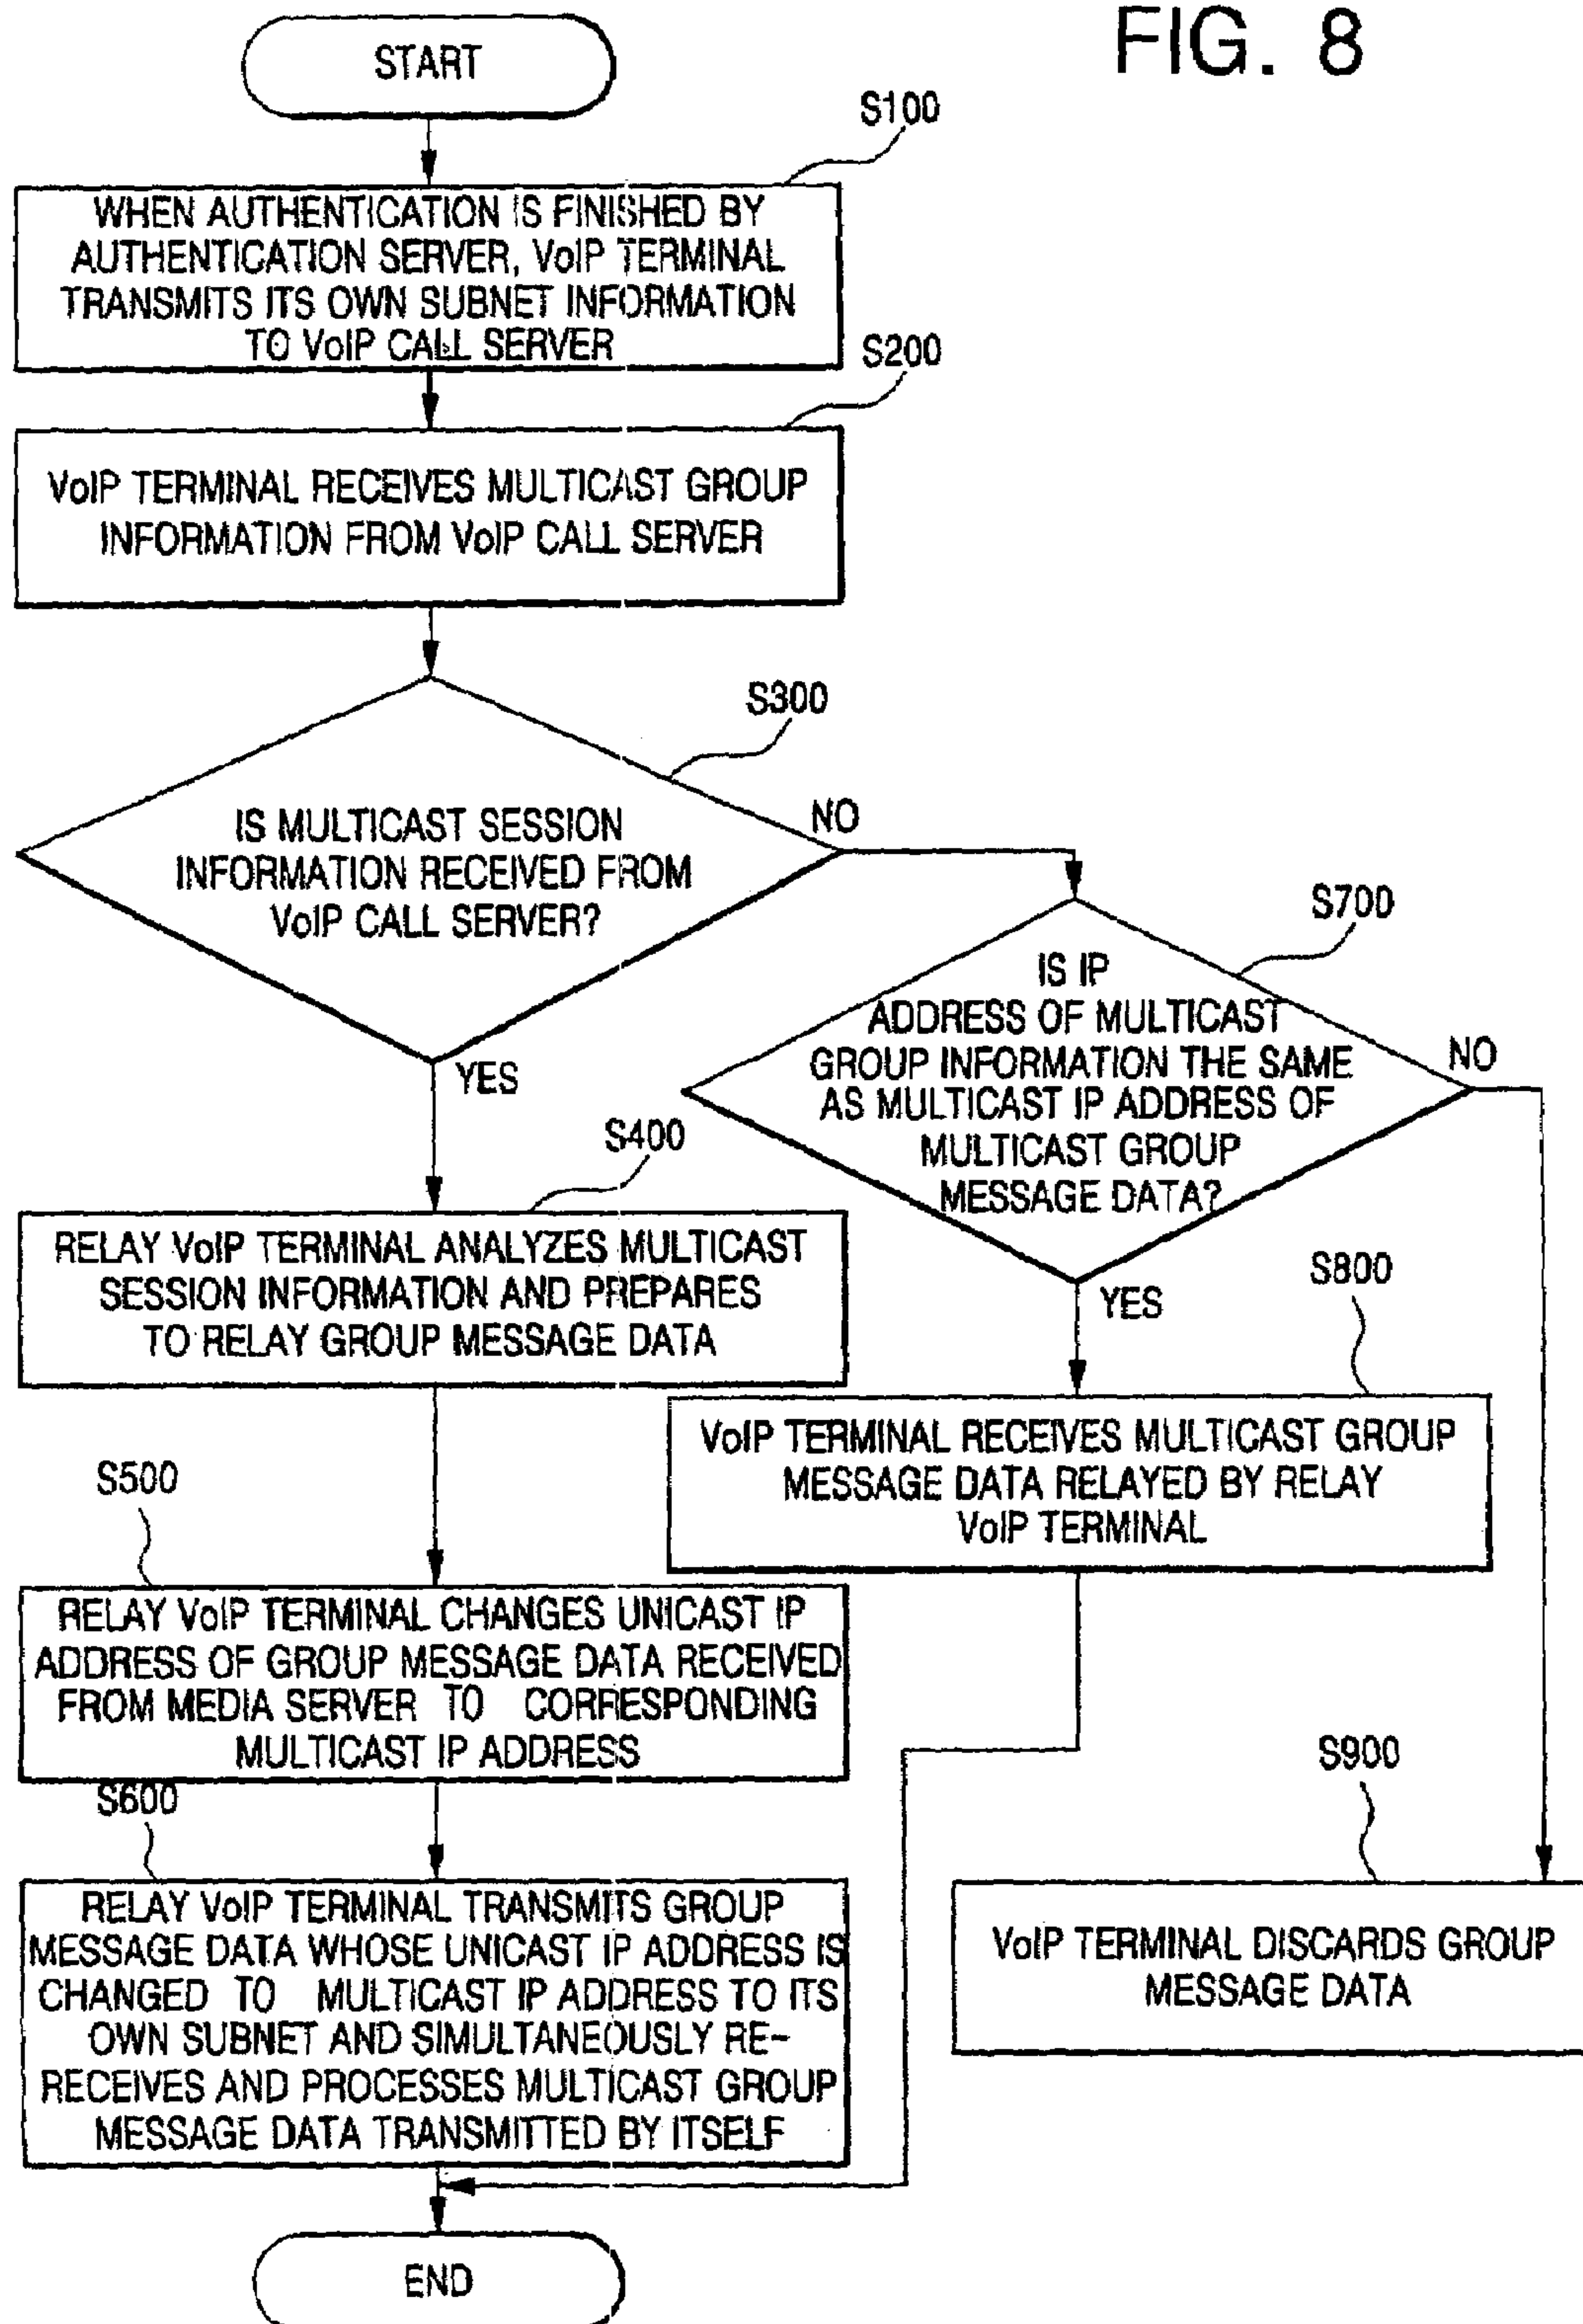 FIG. 8
START
S100
WHEN AUTHENTICATION IS FINISHED BY
AUTHENTICATION SERVER, VoIP TERMINAL
TRANSMITS ITS OWN SUBNET INFORMATION
TO VoIP CALL SERVER
S200
VoIP TERMINAL RECEIVES MULTICAST GROUP
INFORMATION FROM VoIP CALL SERVER
S300
IS MULTICAST SESSION
INFORMATION RECEIVED FROM
VoIP CALL SERVER?
NO
YES
S700
IS IP
ADDRESS OF MULTICAST
GROUP INFORMATION THE SAME
AS MULTICAST IP ADDRESS OF
MULTICAST GROUP
MESSAGE DATA?
NO
YES
S400
RELAY VoIP TERMINAL ANALYZES MULTICAST
SESSION INFORMATION AND PREPARES
TO RELAY GROUP MESSAGE DATA
S800
VoIP TERMINAL RECEIVES MULTICAST GROUP
MESSAGE DATA RELAYED BY RELAY
VoIP TERMINAL
S500
RELAY VoIP TERMINAL CHANGES UNICAST IP
ADDRESS OF GROUP MESSAGE DATA RECEIVED
FROM MEDIA SERVER TO CORRESPONDING
MULTICAST IP ADDRESS
S600
RELAY VoIP TERMINAL TRANSMITS GROUP
MESSAGE DATA WHOSE UNICAST IP ADDRESS IS
CHANGED TO MULTICAST IP ADDRESS TO ITS
OWN SUBNET AND SIMULTANEOUSLY RE-
RECEIVES AND PROCESSES MULTICAST GROUP
MESSAGE DATA TRANSMITTED BY ITSELF
S900
VoIP TERMINAL DISCARDS GROUP
MESSAGE DATA
END